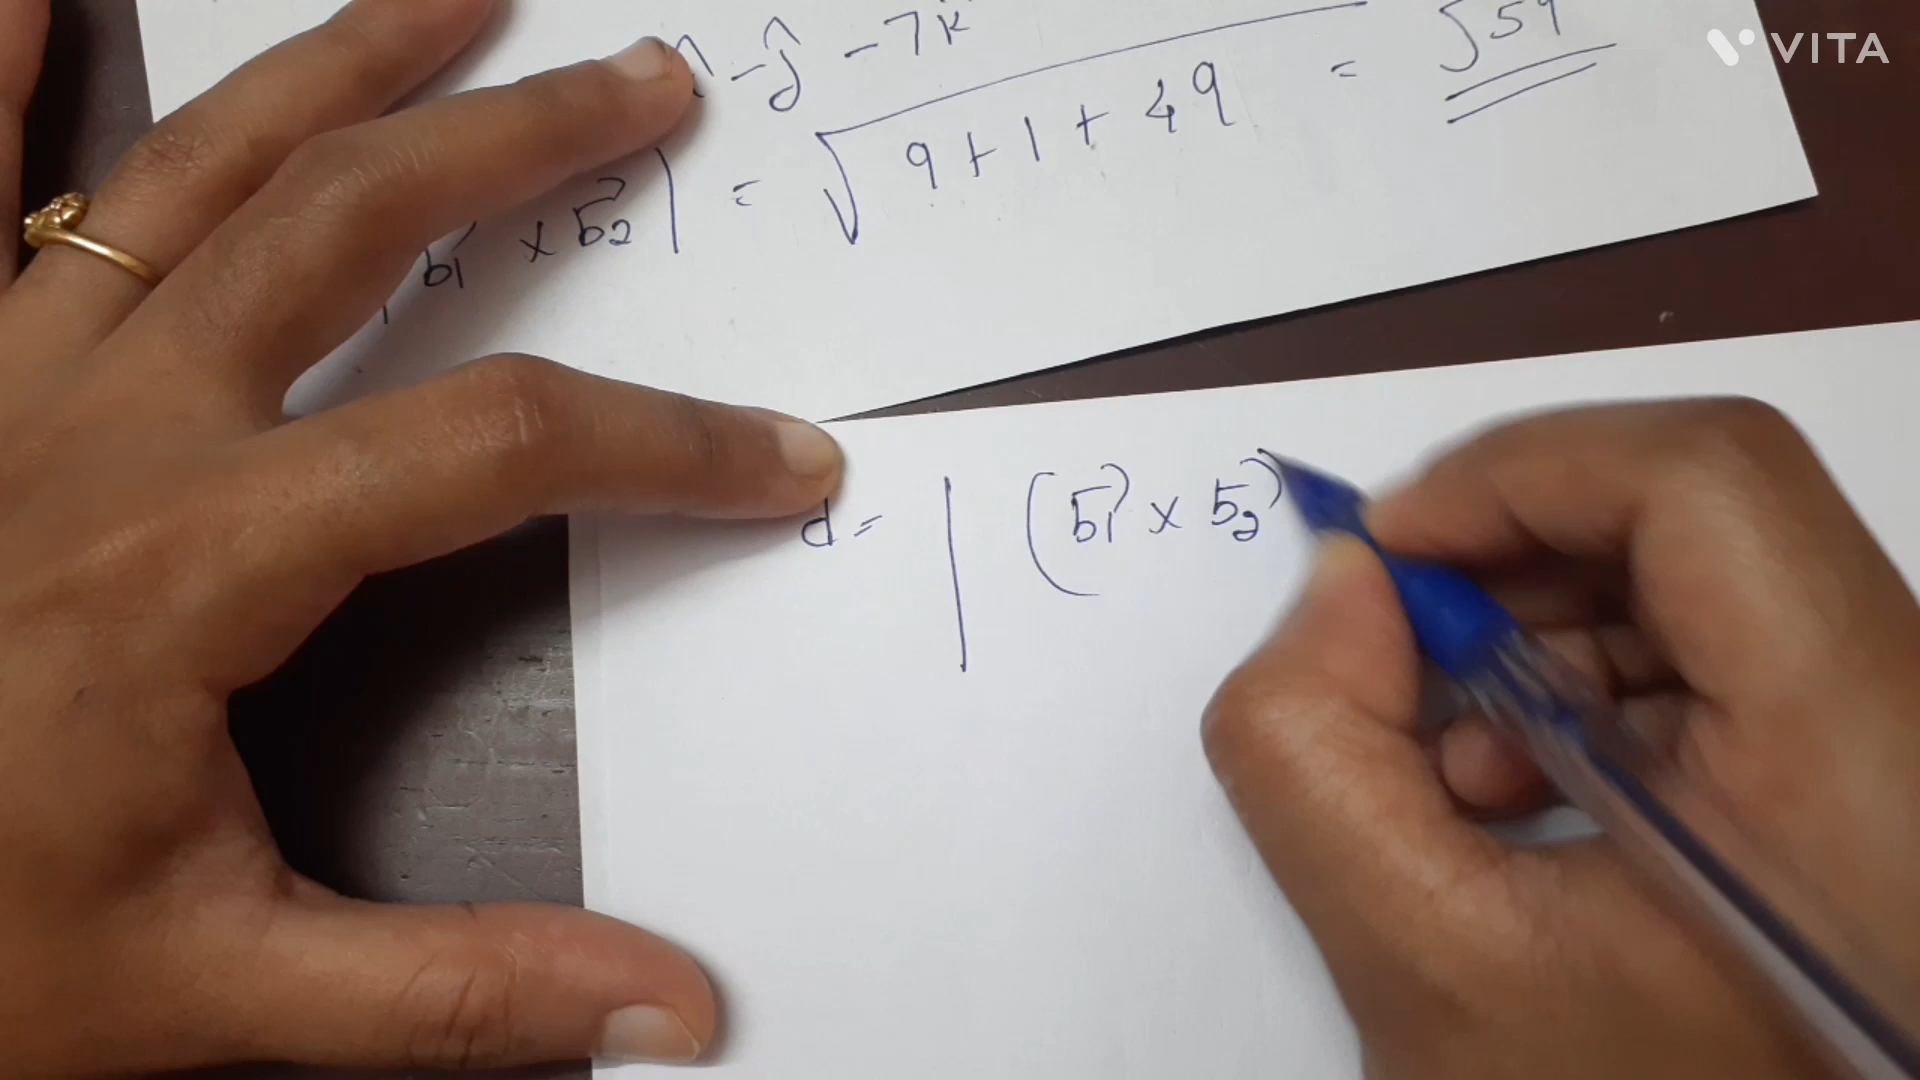 VITA
-ĵ -7k
b₁ × b₂| = √9+1+49 = √59
d = | (b₁ × b₂)